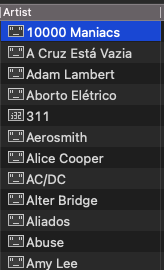 Artist
10000 Maniacs
A Cruz Está Vazia
Adam Lambert
Aborto Elétrico
311
Aerosmith
Alice Cooper
AC/DC
Alter Bridge
Aliados
Abuse
Amy Lee